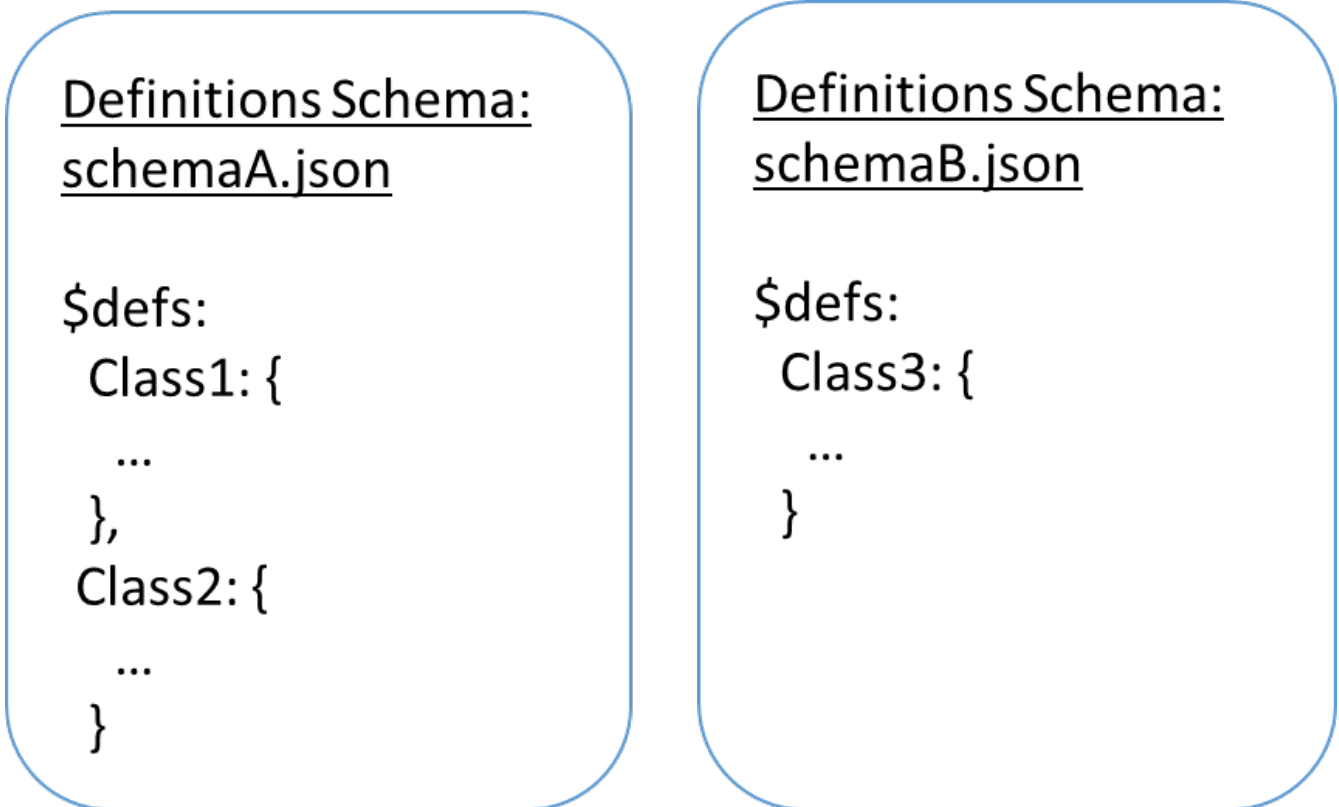 Definitions Schema:
schemaA.json
$defs:
Class1: {
...
},
Class2: {
...
}
Definitions Schema:
schemaB.json
$defs:
Class3: {
...
}